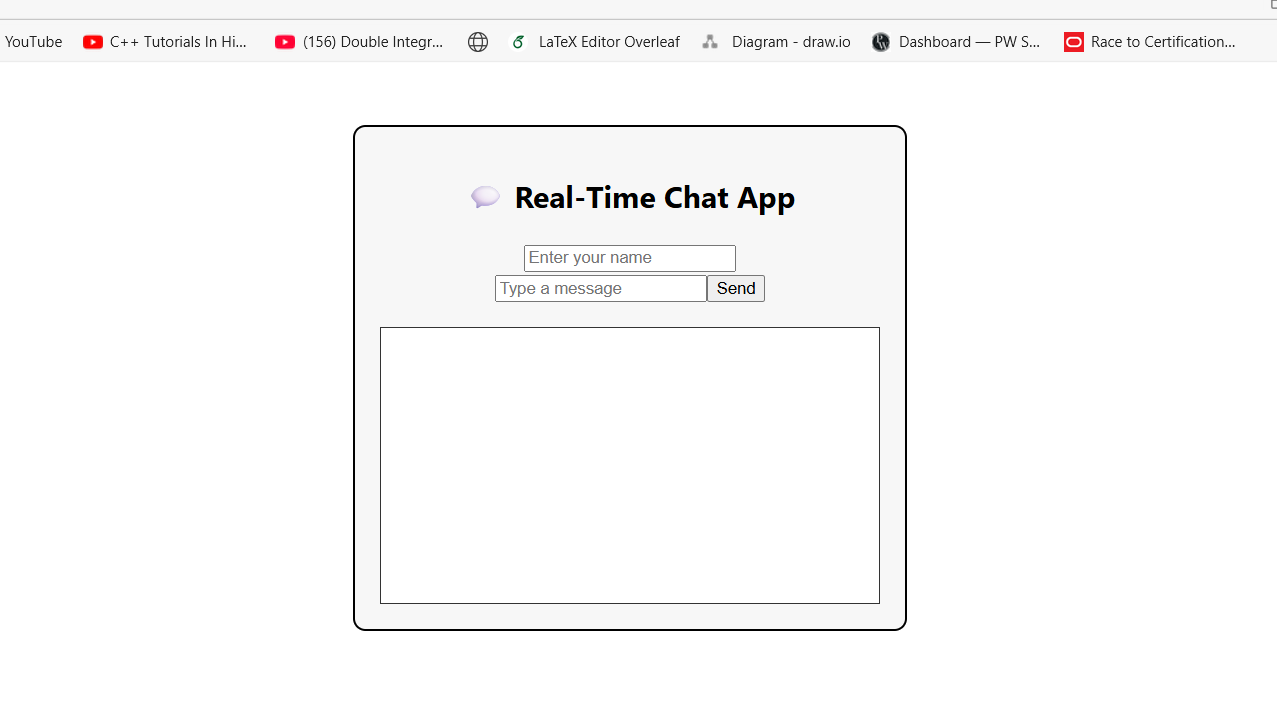 YouTube C++ Tutorials In Hi... (156) Double Integr... LaTeX Editor Overleaf Diagram - draw.io Dashboard — PW S... Race to Certification...
💬 Real-Time Chat App
Enter your name
Type a message Send